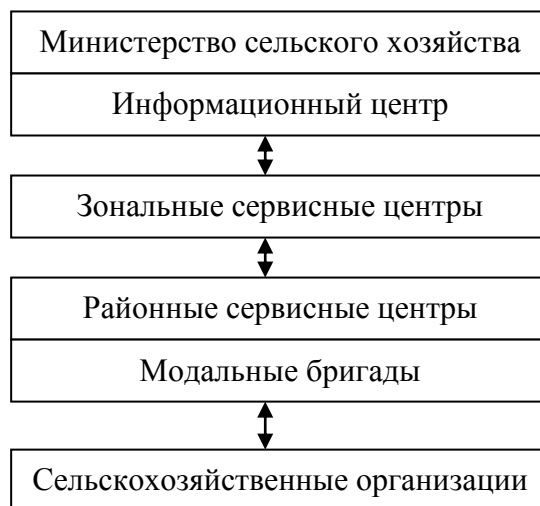 Министерство сельского хозяйства
Информационный центр
Зональные сервисные центры
Районные сервисные центры
Модальные бригады
Сельскохозяйственные организации